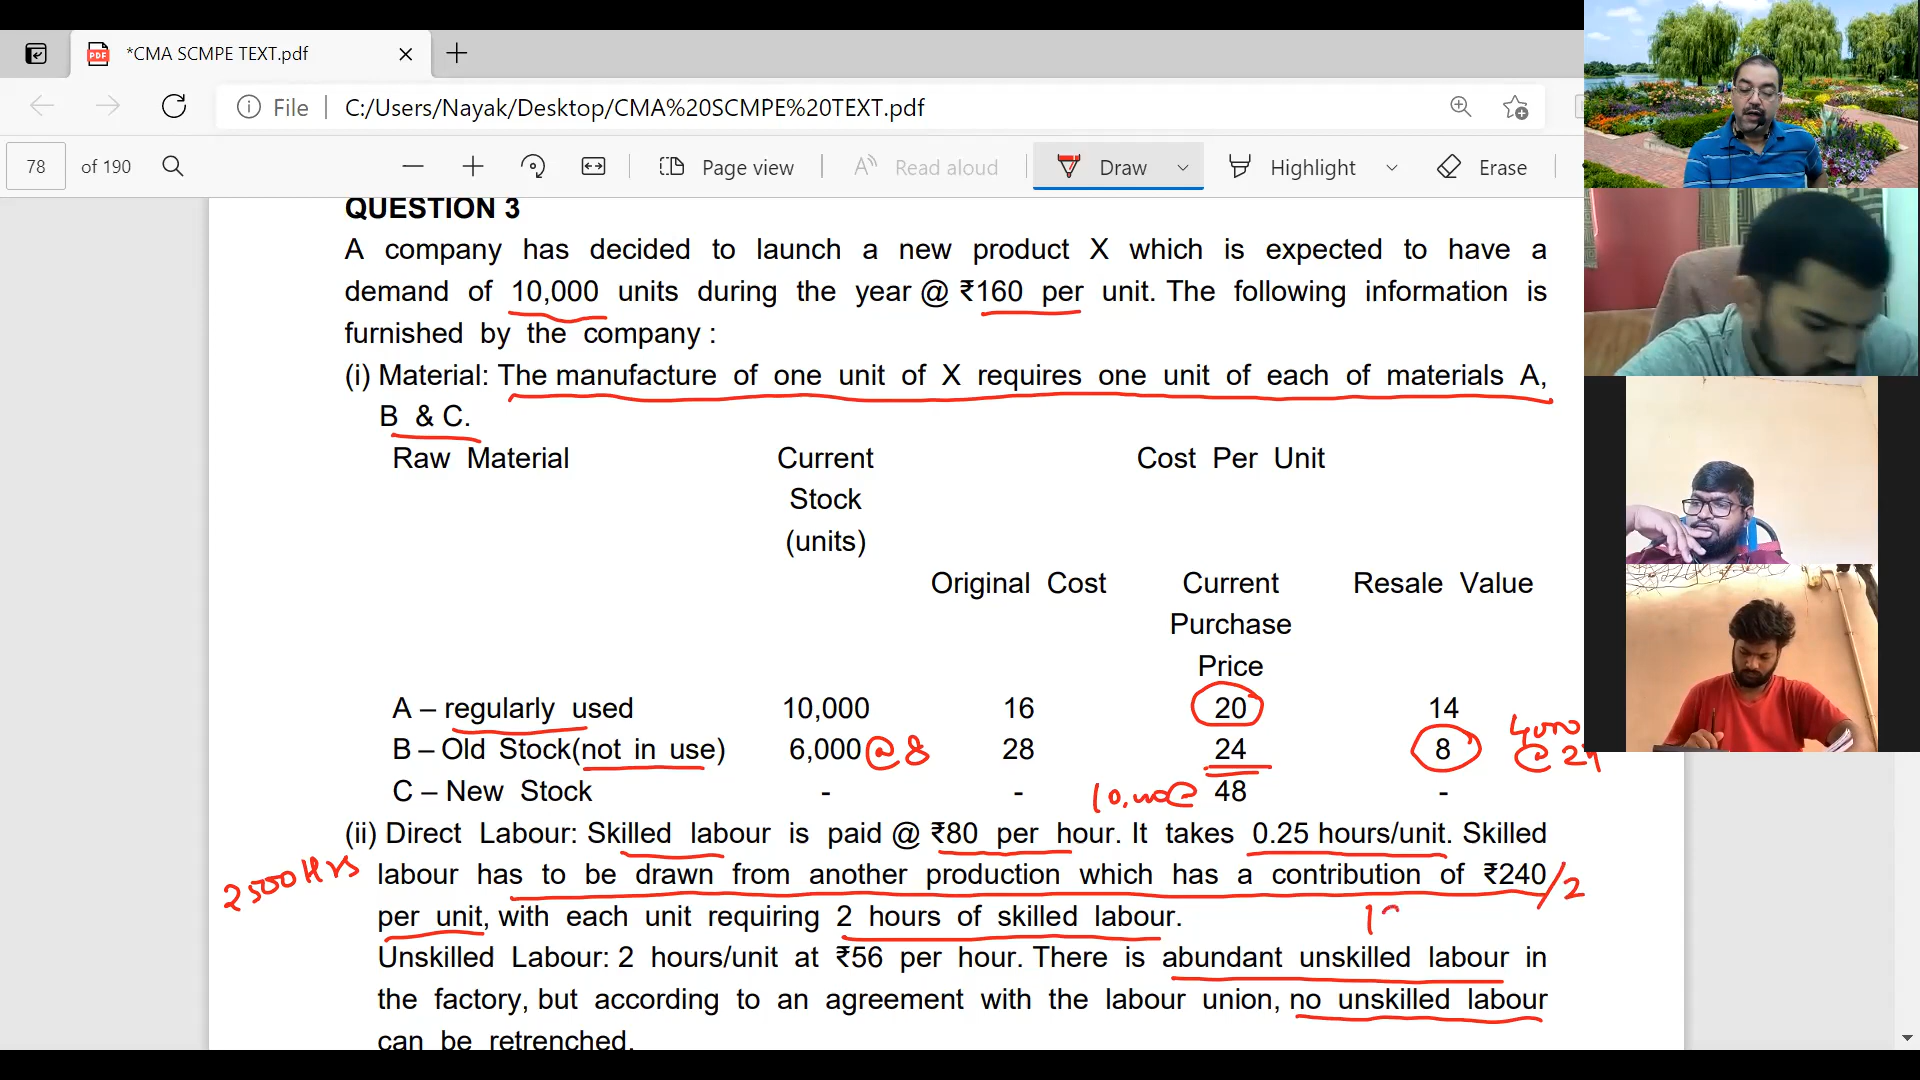 *CMA SCMPE TEXT.pdf
File | C:/Users/Nayak/Desktop/CMA%20SCMPE%20TEXT.pdf
78 of 190 Page view Read aloud Draw Highlight Erase
QUESTION 3
A company has decided to launch a new product X which is expected to have a
demand of 10,000 units during the year @ ₹160 per unit. The following information is
furnished by the company :
(i) Material: The manufacture of one unit of X requires one unit of each of materials A,
B & C.
Raw Material Current Cost Per Unit
Stock
(units)
Original Cost Current Resale Value
Purchase
Price
A – regularly used 10,000 16 20 14
B – Old Stock(not in use) 6,000 @ 8 28 24 8 4000
@ 24
C – New Stock - - 10,000@ 48 -
(ii) Direct Labour: Skilled labour is paid @ ₹80 per hour. It takes 0.25 hours/unit. Skilled
2500 Hrs labour has to be drawn from another production which has a contribution of ₹240 /2
per unit, with each unit requiring 2 hours of skilled labour.
Unskilled Labour: 2 hours/unit at ₹56 per hour. There is abundant unskilled labour in
the factory, but according to an agreement with the labour union, no unskilled labour
can be retrenched.